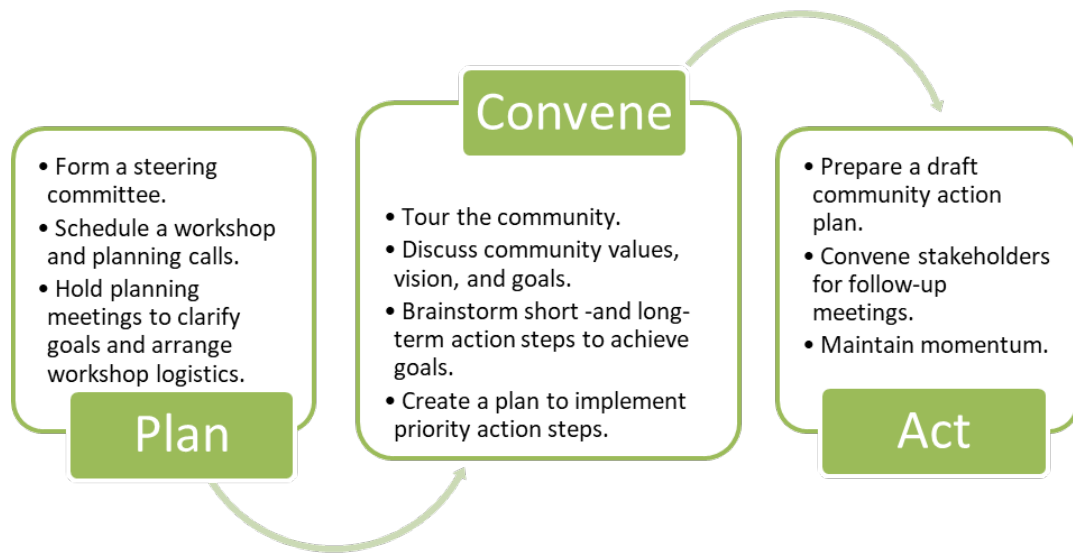 • Form a steering
committee.
• Schedule a workshop
and planning calls.
• Hold planning
meetings to clarify
goals and arrange
workshop logistics.
Plan
Convene
• Tour the community.
• Discuss community values,
vision, and goals.
• Brainstorm short -and long-
term action steps to achieve
goals.
• Create a plan to implement
priority action steps.
• Prepare a draft
community action
plan.
• Convene stakeholders
for follow-up
meetings.
• Maintain momentum.
Act